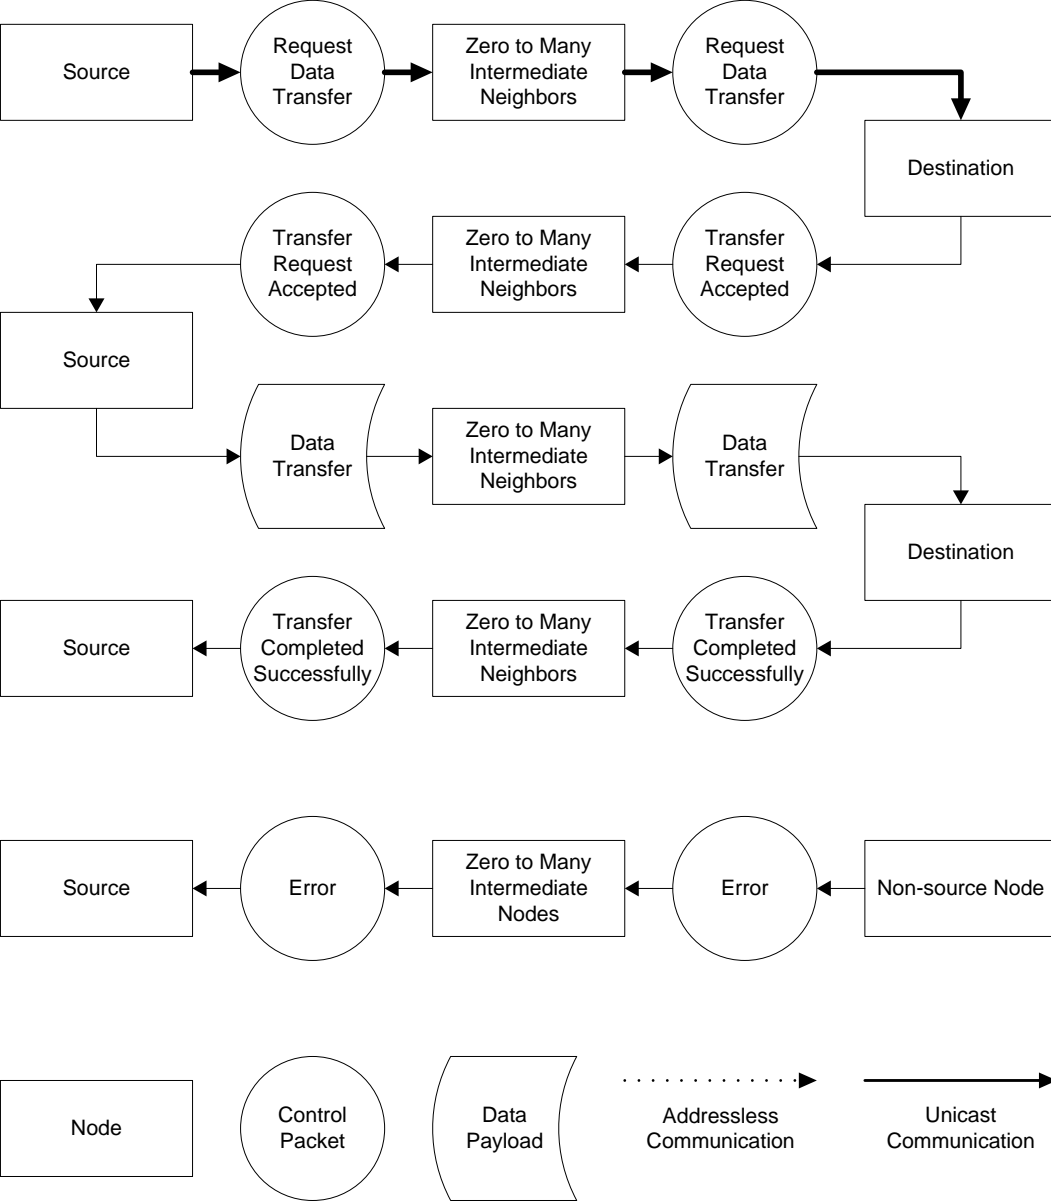 Source
Request
Data
Transfer
Zero to Many
Intermediate
Neighbors
Request
Data
Transfer
Destination
Transfer
Request
Accepted
Zero to Many
Intermediate
Neighbors
Transfer
Request
Accepted
Source
Data
Transfer
Zero to Many
Intermediate
Neighbors
Data
Transfer
Destination
Source
Transfer
Completed
Successfully
Zero to Many
Intermediate
Neighbors
Transfer
Completed
Successfully
Source
Error
Zero to Many
Intermediate
Nodes
Error
Non-source Node
Node
Control
Packet
Data
Payload
Addressless
Communication
Unicast
Communication